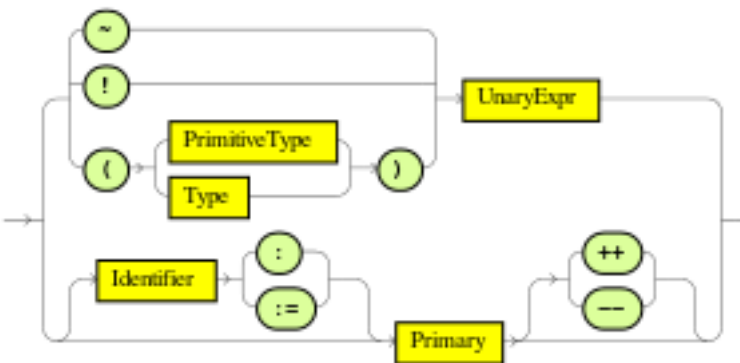 ~
!
UnaryExpr
( PrimitiveType )
Type
Identifier : ++
:= --
Primary